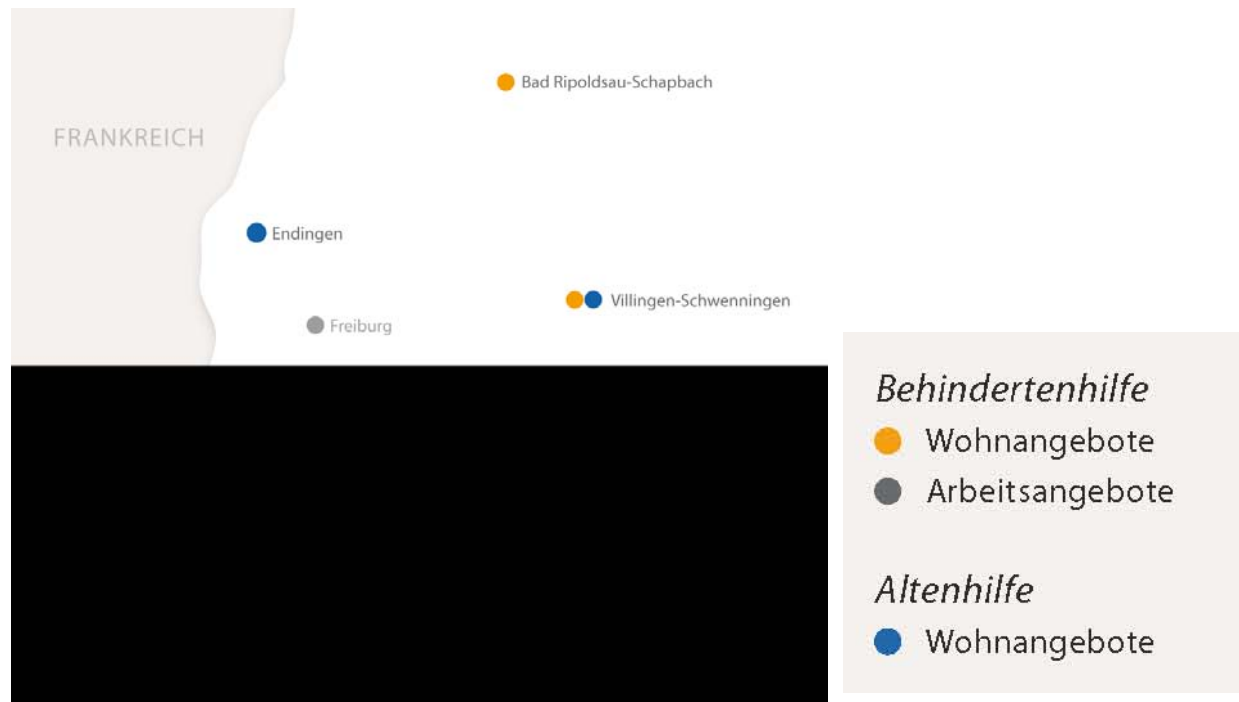 Bad Ripoldsau-Schapbach
FRANKREICH
Endingen
Villingen-Schwenningen
Freiburg
Behindertenhilfe
Wohnangebote
Arbeitsangebote
Altenhilfe
Wohnangebote